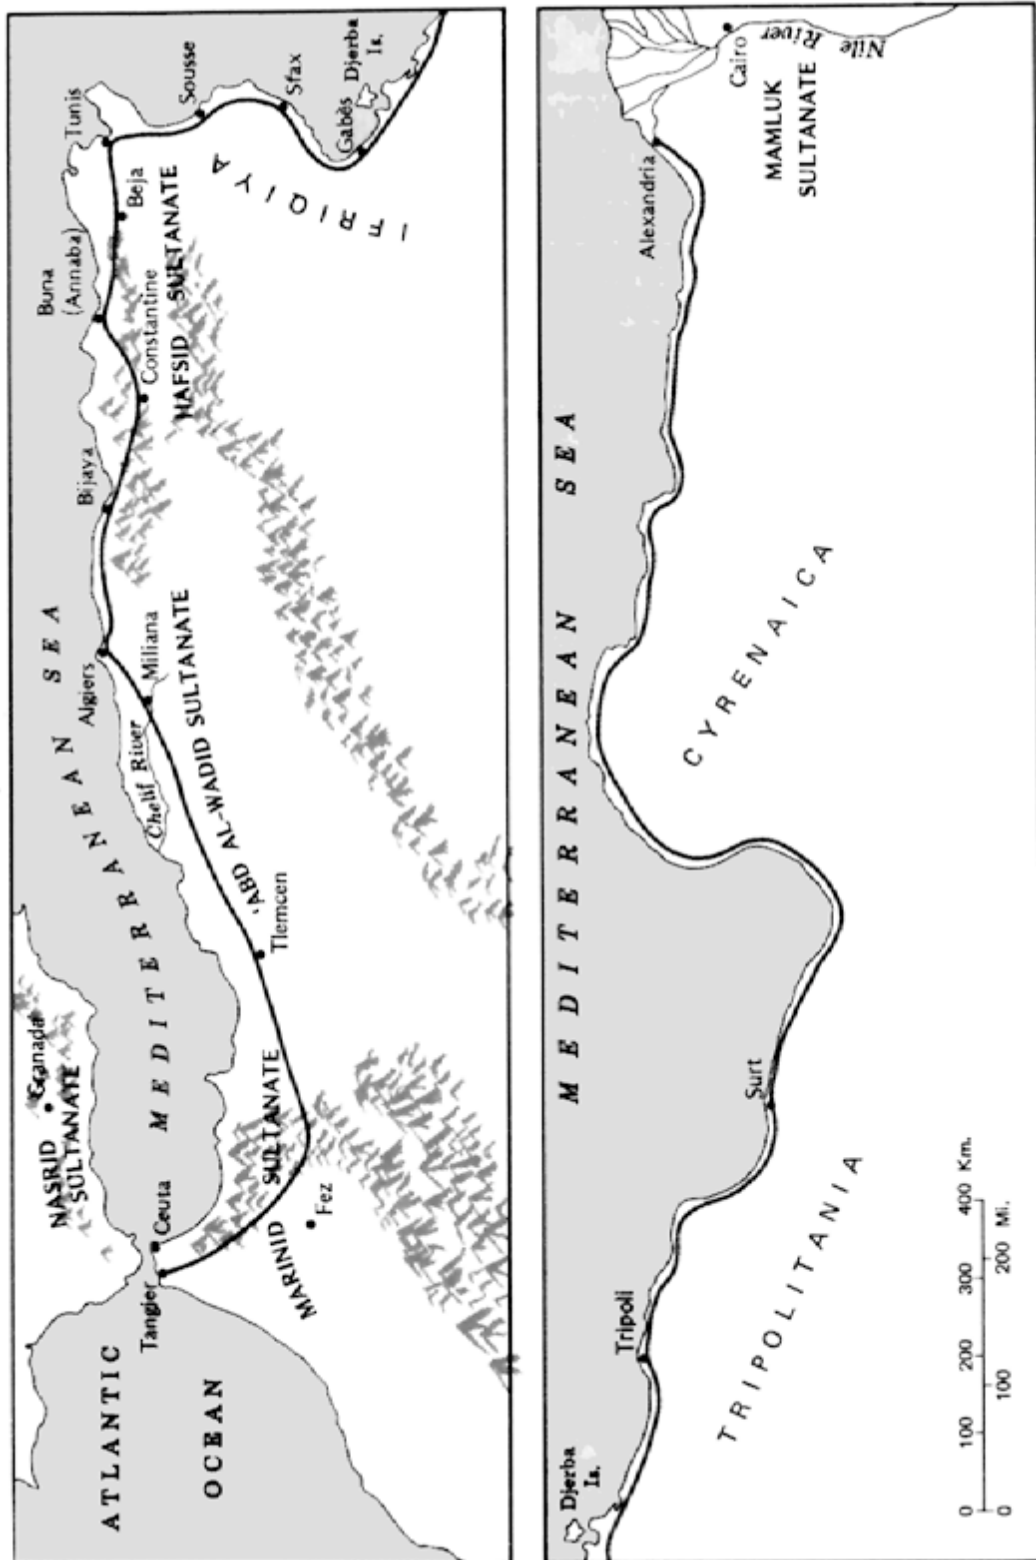 ATLANTIC
OCEAN
NASRID
SULTANATE
Granada
MEDITERRANEAN SEA
Tangier
Ceuta
MARINID SULTANATE
Fez
Tlemcen
'ABD AL-WADID SULTANATE
Chelif River
Miliana
Algiers
Bijaya
Constantine
Buna
(Annaba)
HAFSID SULTANATE
Beja
Tunis
Sousse
Sfax
Gabès
Djerba
Is.
IFRIQIYA
MEDITERRANEAN SEA
Djerba
Is.
Tripoli
TRIPOLITANIA
Surt
CYRENAICA
Alexandria
Cairo
MAMLUK
SULTANATE
Nile River
0 100 200 300 400 Km.
0 100 200 Mi.